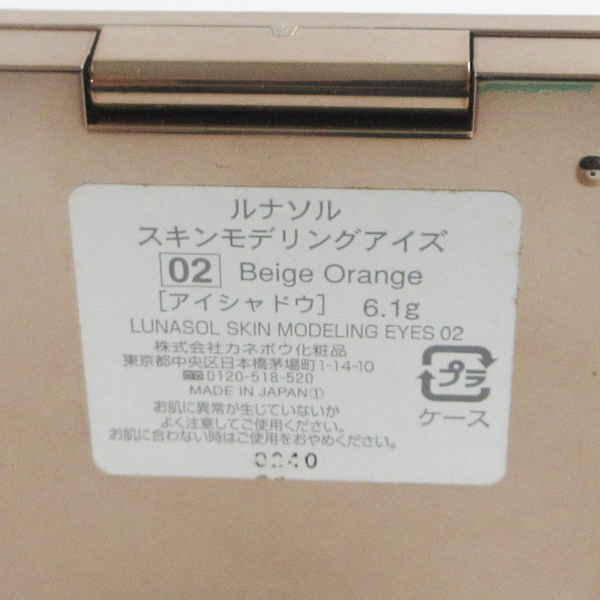 ルナソル
スキンモデリングアイズ
02 Beige Orange
[アイシャドウ] 6.1g
LUNASOL SKIN MODELING EYES 02
株式会社カネボウ化粧品
東京都中央区日本橋茅場町1-14-10
0120-518-520
MADE IN JAPAN①
お肌に異常が生じていないか
よく注意してご使用ください。
お肌に合わない時はご使用をおやめください。
プラ
ケース